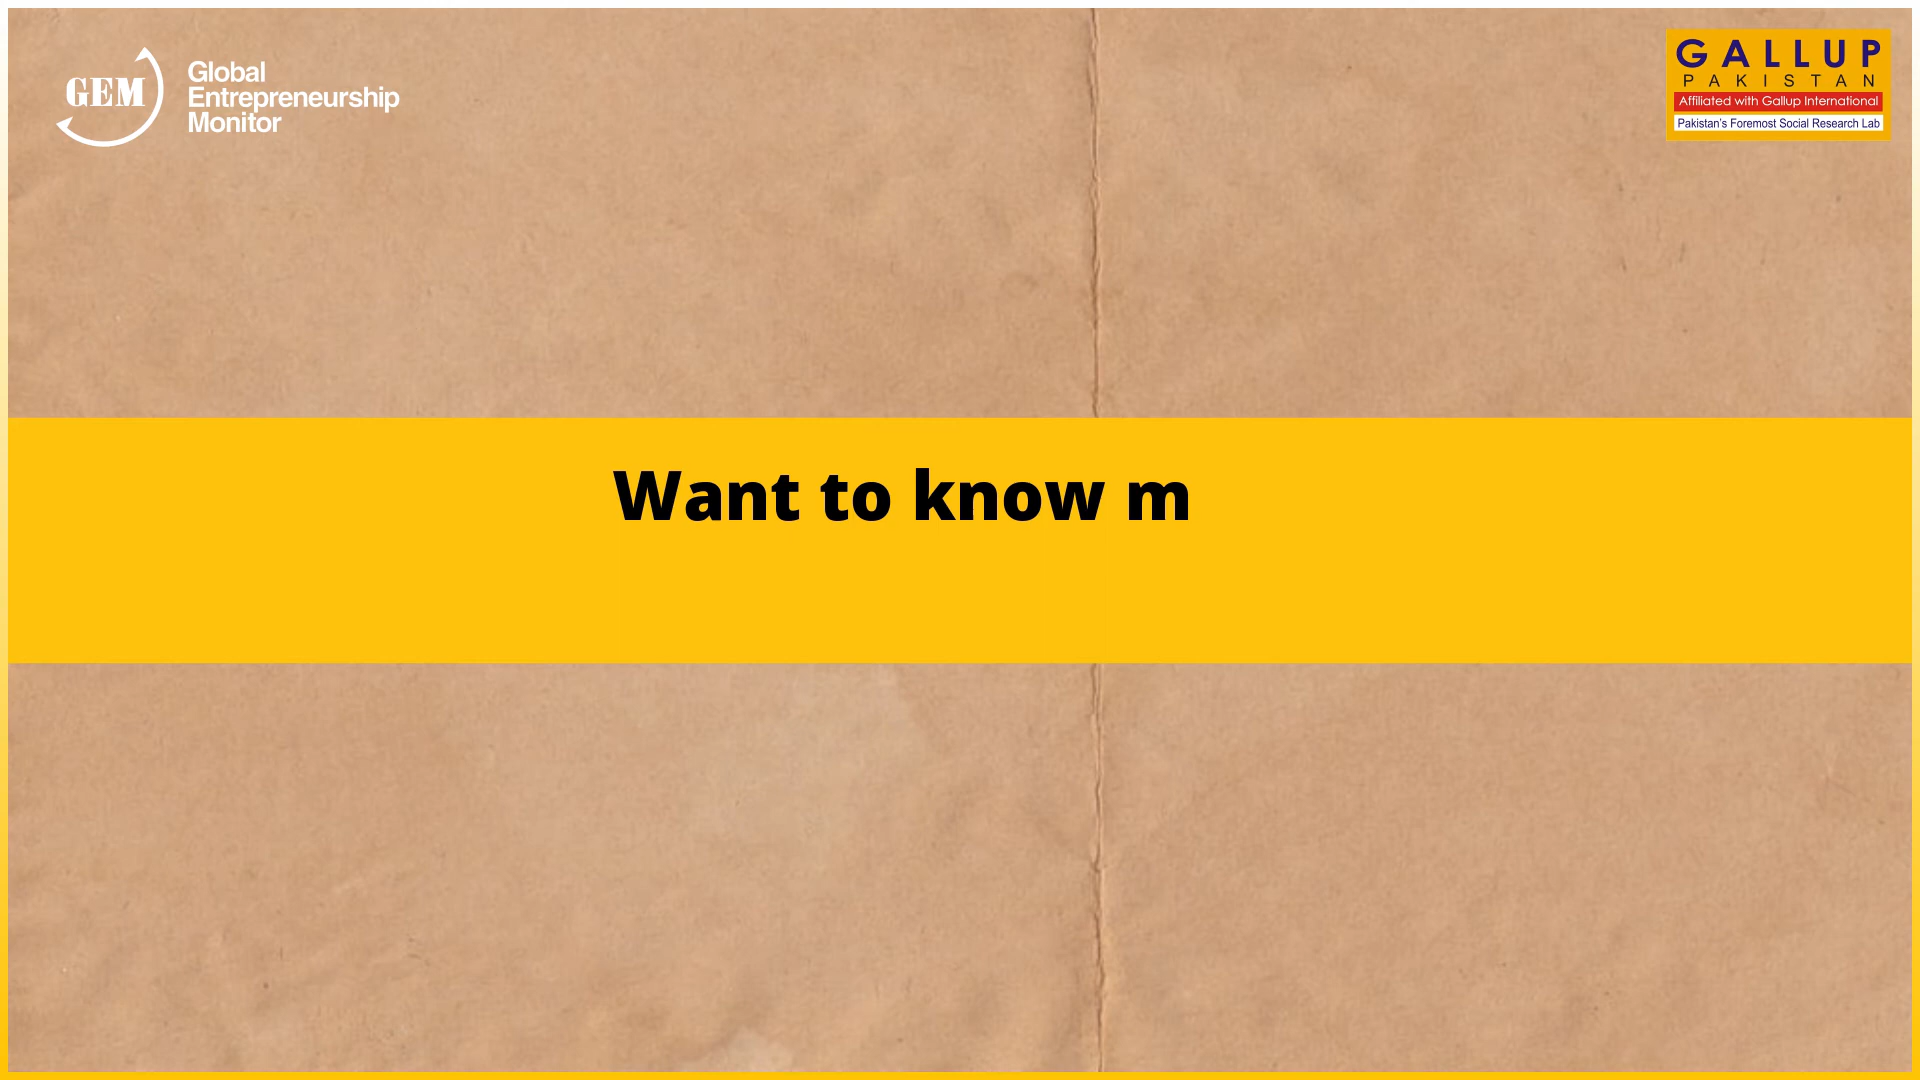 GEM
Global
Entrepreneurship
Monitor
GALLUP
PAKISTAN
Affiliated with Gallup International
Pakistan's Foremost Social Research Lab
Want to know m